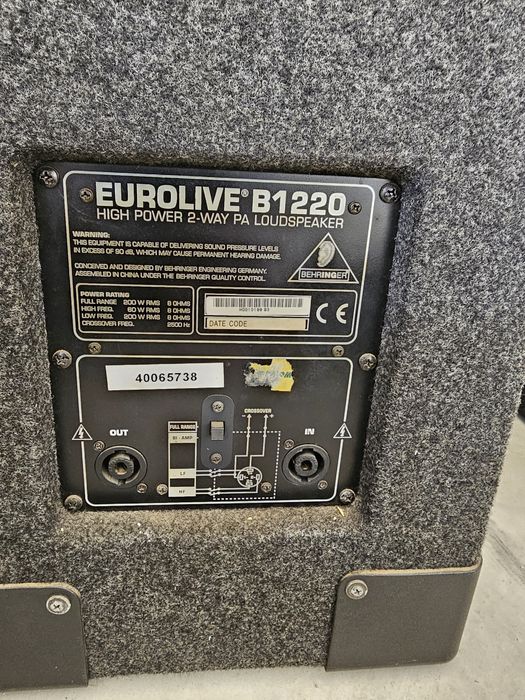 EUROLIVE® B1220
HIGH POWER 2-WAY PA LOUDSPEAKER
WARNING:
THIS EQUIPMENT IS CAPABLE OF DELIVERING SOUND PRESSURE LEVELS
IN EXCESS OF 90 dB, WHICH MAY CAUSE PERMANENT HEARING DAMAGE.
CONCEIVED AND DESIGNED BY BEHRINGER ENGINEERING GERMANY.
ASSEMBLED IN CHINA UNDER THE BEHRINGER QUALITY CONTROL.
BEHRINGER
POWER RATING
FULL RANGE 200 W RMS 8 OHMS
HIGH FREQ. 60 W RMS 8 OHMS
LOW FREQ. 200 W RMS 8 OHMS
CROSSOVER FREQ. 2500 Hz
DATE CODE
CE
40065738
OUT
FULL RANGE
BI - AMP
LF
HF
CROSSOVER
IN